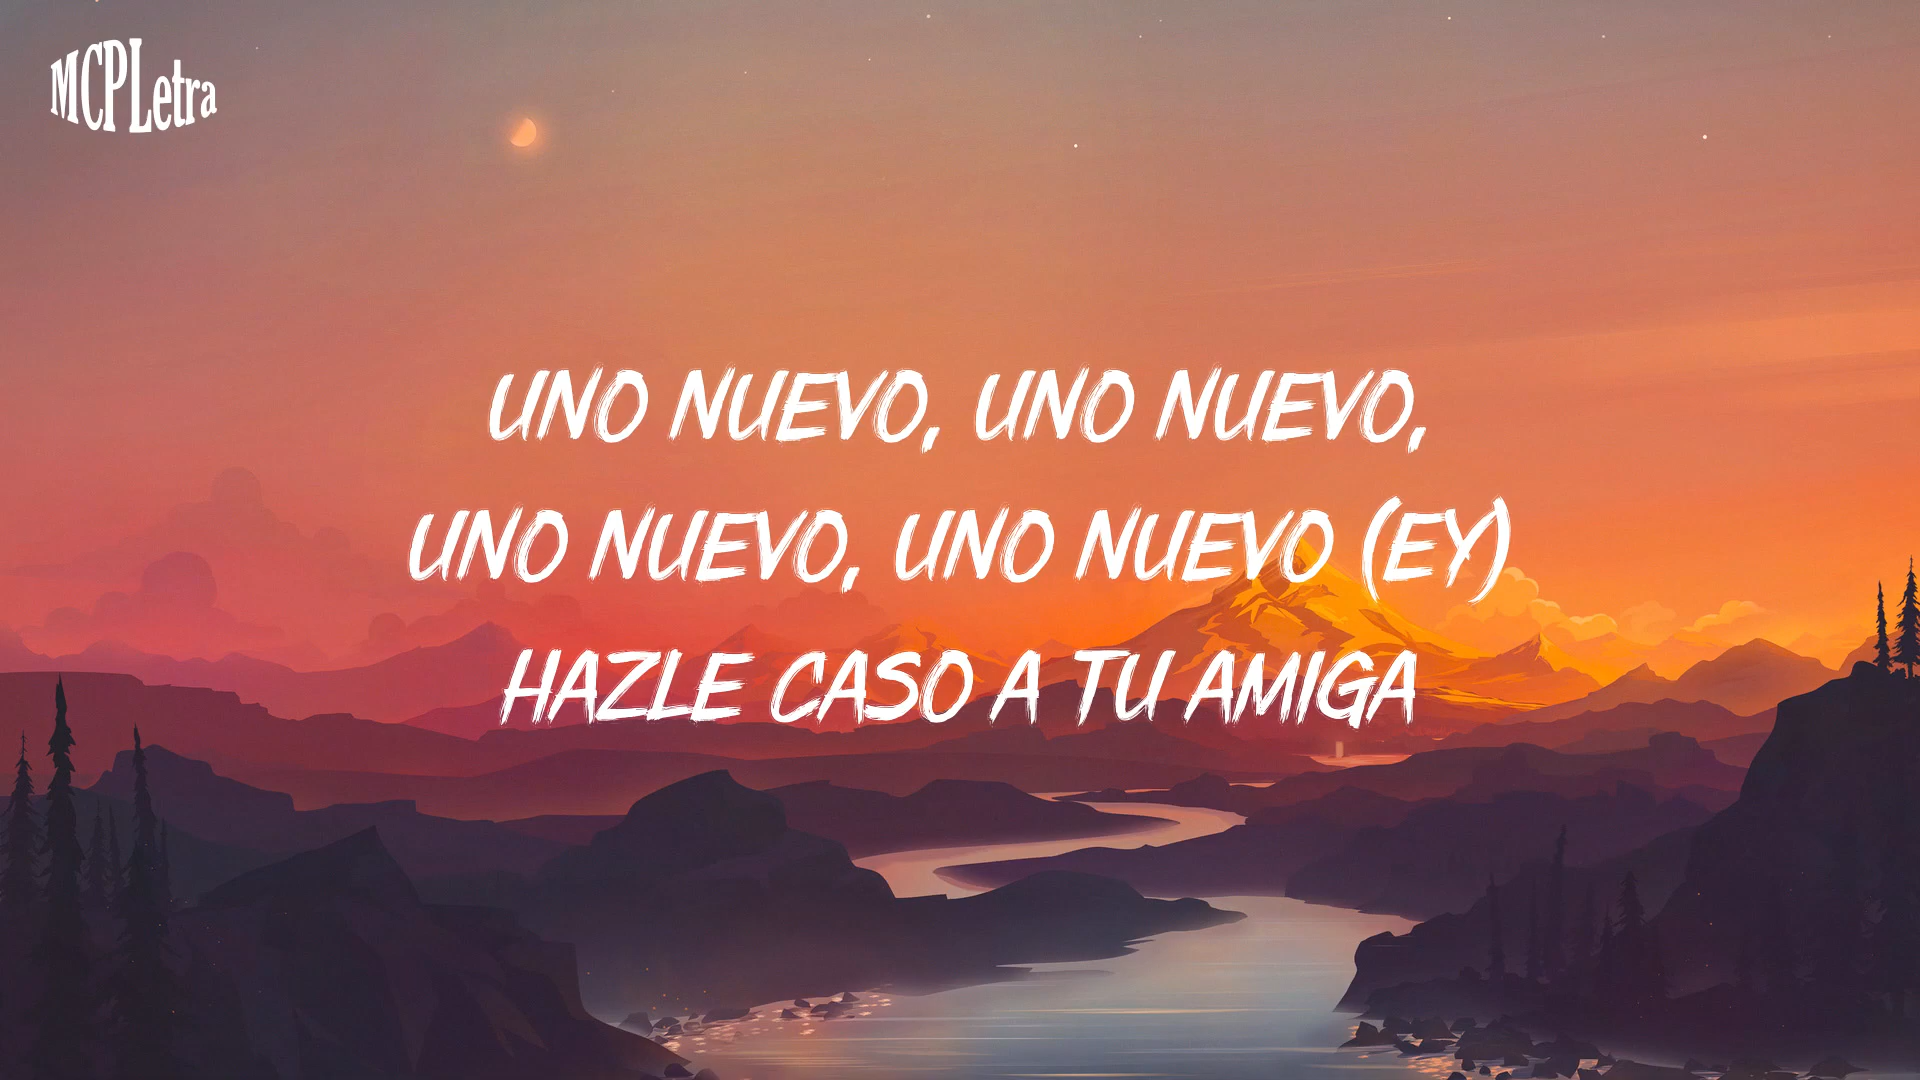 MCPLetra
UNO NUEVO, UNO NUEVO,
UNO NUEVO, UNO NUEVO (EY)
HAZLE CASO A TU AMIGA